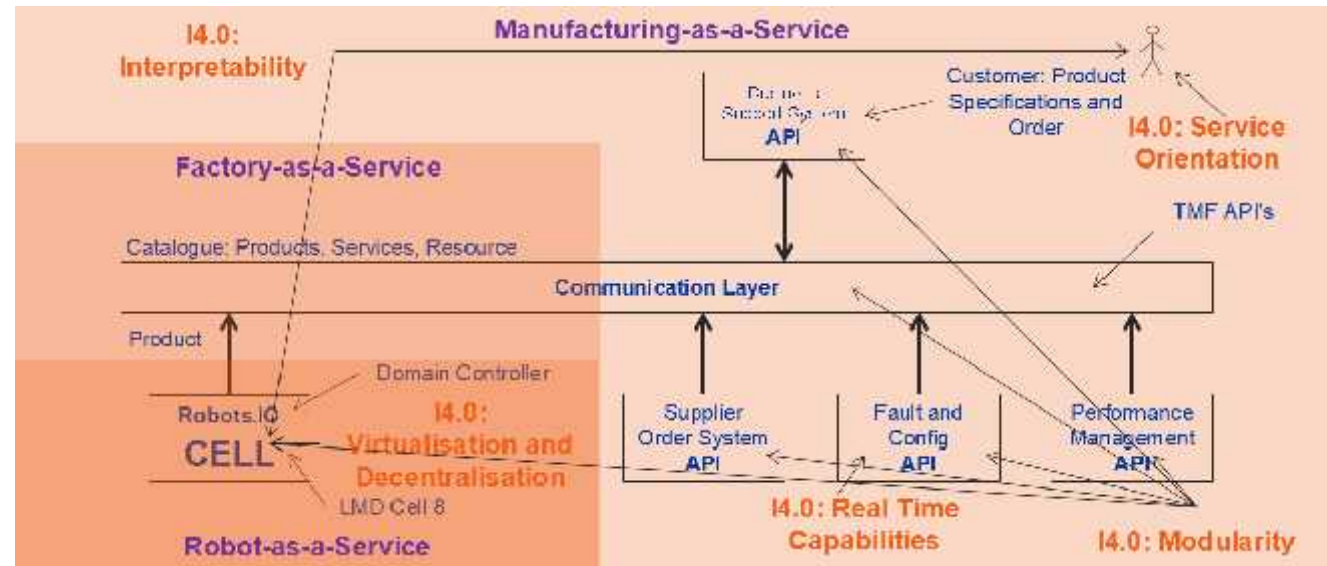 I4.0:
Interpretability
Manufacturing-as-a-Service
Customer: Product
Specifications and
Order
System
API
I4.0: Service
Orientation
Factory-as-a-Service
TMF API's
Catalogue: Products, Services, Resource
Communication Layer
Product
Domain Controller
Robots.IO
CELL
I4.0:
Virtualisation and
Decentralisation
LMD Cell 8
Robot-as-a-Service
Supplier
Order System
API
Fault and
Config
API
Performance
Management
API
I4.0: Real Time
Capabilities
I4.0: Modularity